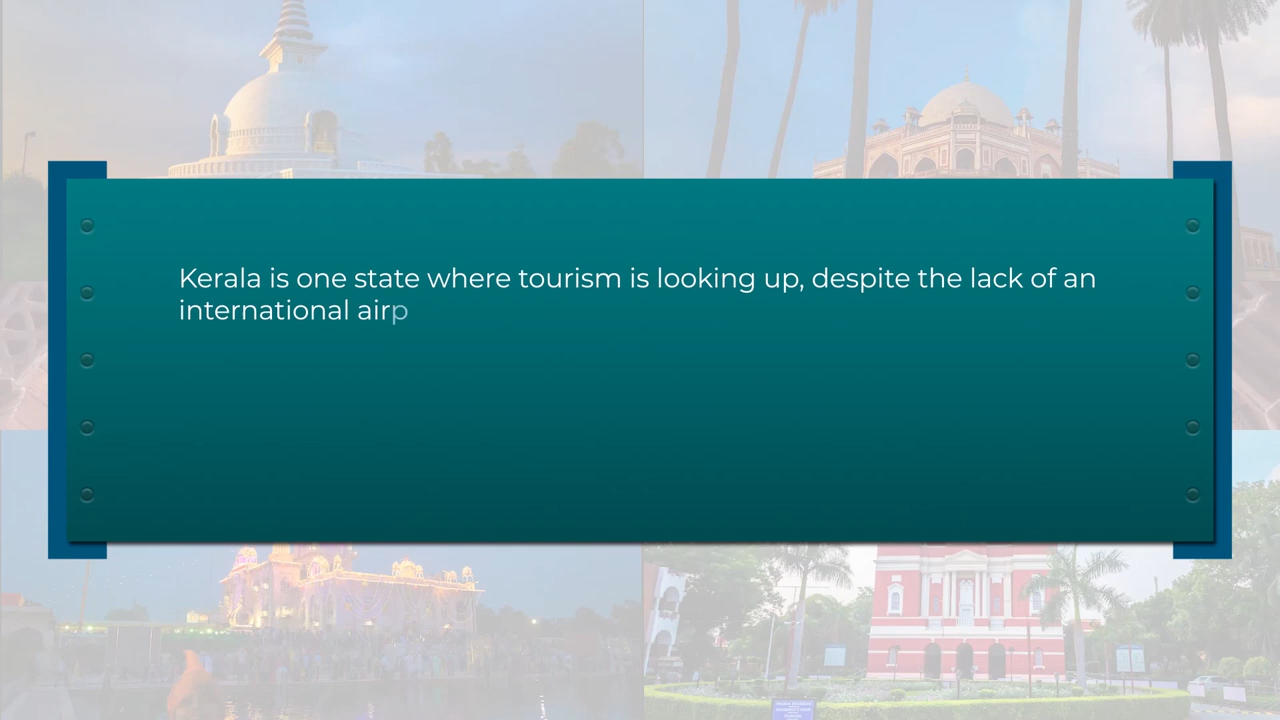 Kerala is one state where tourism is looking up, despite the lack of an
international airp